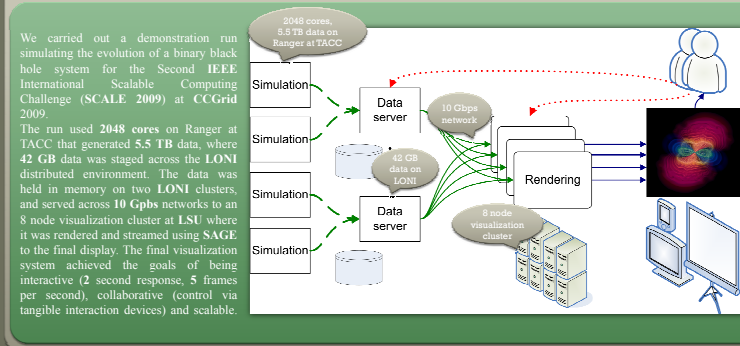 We carried out a demonstration run
simulating the evolution of a binary black
hole system for the Second IEEE
International Scalable Computing
Challenge (SCALE 2009) at CCGrid
2009.
The run used 2048 cores on Ranger at
TACC that generated 5.5 TB data, where
42 GB data was staged across the LONI
distributed environment. The data was
held in memory on two LONI clusters,
and served across 10 Gbps networks to an
8 node visualization cluster at LSU where
it was rendered and streamed using SAGE
to the final display. The final visualization
system achieved the goals of being
interactive (2 second response, 5 frames
per second), collaborative (control via
tangible interaction devices) and scalable.
2048 cores,
5.5 TB data on
Ranger at TACC
Simulation
Simulation
Simulation
Simulation
Data
server
42 GB
data on
LONI
Data
server
10 Gbps
network
Rendering
8 node
visualization
cluster